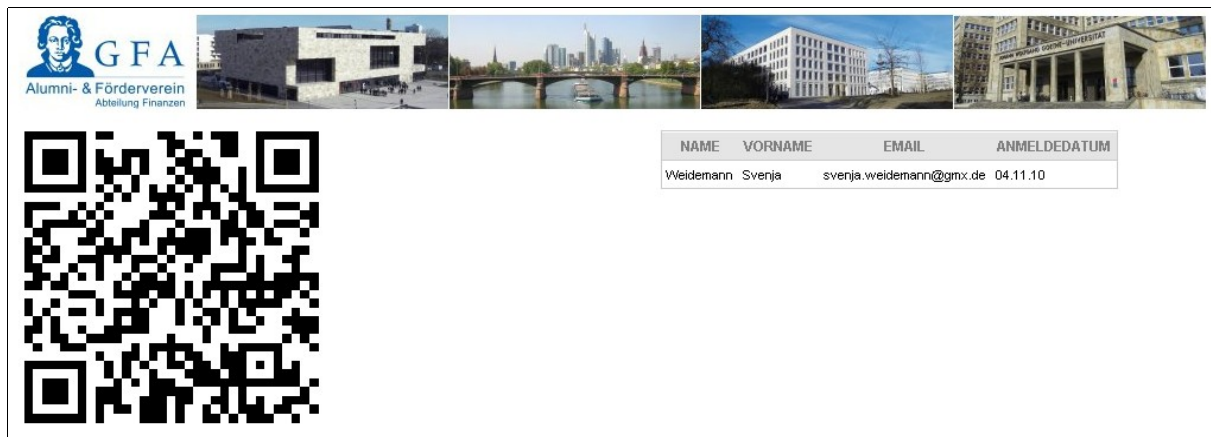 GFA
Alumni- & Förderverein
Abteilung Finanzen
NAME VORNAME EMAIL ANMELDEDATUM
Weidemann Svenja svenja.weidemann@gmx.de 04.11.10